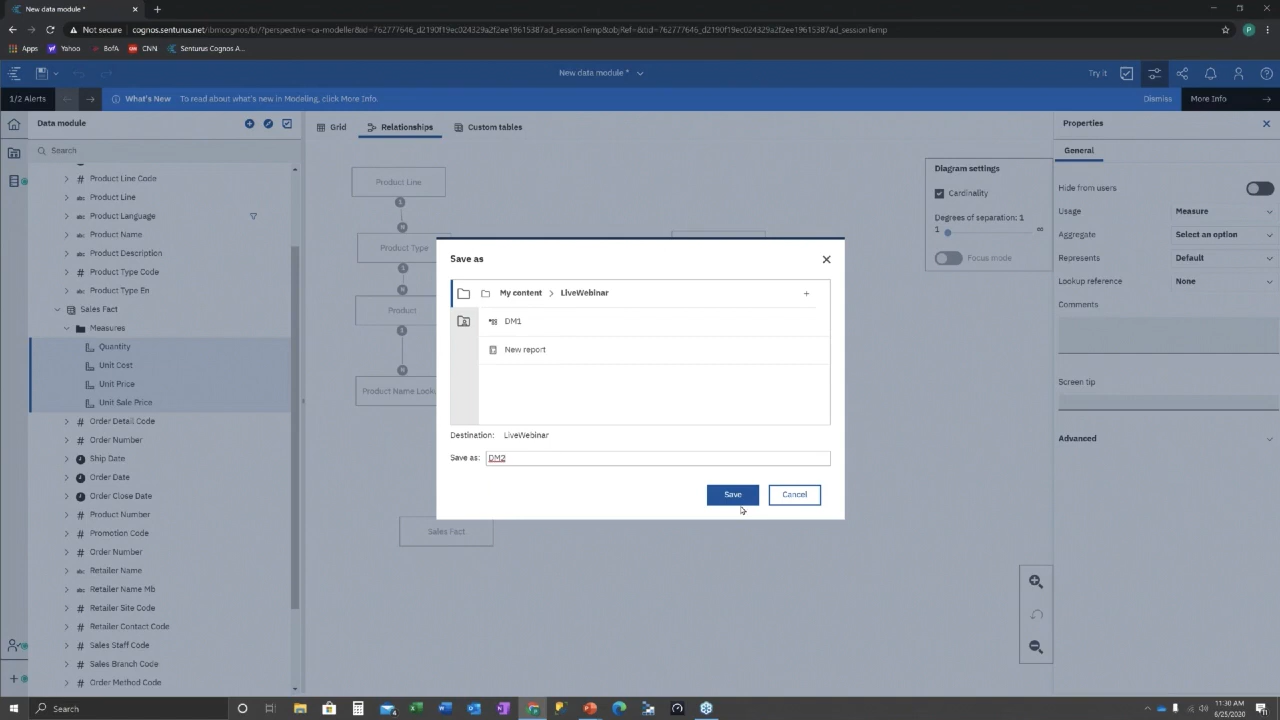 New data module *
Not secure
cognos.senturus.net/ibmcognos/bi/?perspective=ca-modeller&id=762777646_d2190f19ec024329a2f2ee1968315987ad_sessionTemp&objRef=&tid=762777646_d2190f19ec024329a2f2ee1968315987ad_sessionTemp
P
Apps
Yahoo
BofA
CNN
Senturus Cognos A...
New data module *
Try it
1/2 Alerts
What's New
To read about what's new in Modeling, click More Info.
Dismiss
More Info
Data module
Grid
Relationships
Custom tables
Properties
Search
General
Product Line Code
Product Line
Product Language
Product Name
Product Description
Product Type Code
Product Type En
Sales Fact
Measures
Quantity
Unit Cost
Unit Price
Unit Sale Price
Order Detail Code
Order Number
Ship Date
Order Date
Order Close Date
Product Number
Promotion Code
Order Number
Retailer Name
Retailer Name Mb
Retailer Site Code
Retailer Contact Code
Sales Staff Code
Sales Branch Code
Order Method Code
Product Line
1
N
Product Type
1
N
Product
1
N
Product Name Look
Sales Fact
Diagram settings
Cardinality
Degrees of separation: 1
1
∞
Focus mode
Save as
My content > LiveWebinar
DM1
New report
Destination: LiveWebinar
Save as: DM2
Save
Cancel
Hide from users
Usage
Measure
Aggregate
Select an option
Represents
Default
Lookup reference
None
Comments
Screen tip
Advanced
Search
11:30 AM
6/25/2020